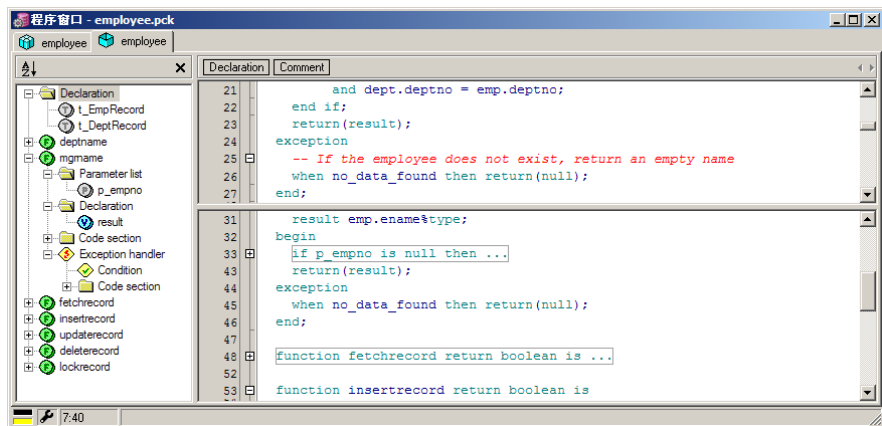 程序窗口 - employee.pck
employee employee
Declaration Comment
Declaration
t_EmpRecord
t_DeptRecord
deptname
mgrname
Parameter list
p_empno
Declaration
result
Code section
Exception handler
Condition
Code section
fetchrecord
insertrecord
updaterecord
deleterecord
lockrecord
21 and dept.deptno = emp.deptno;
22 end if;
23 return(result);
24 exception
25 -- If the employee does not exist, return an empty name
26 when no_data_found then return(null);
27 end;
31 result emp.ename%type;
32 begin
33 if p_empno is null then ...
43 return(result);
44 exception
45 when no_data_found then return(null);
46 end;
47
48 function fetchrecord return boolean is ...
52
53 function insertrecord return boolean is
7:40